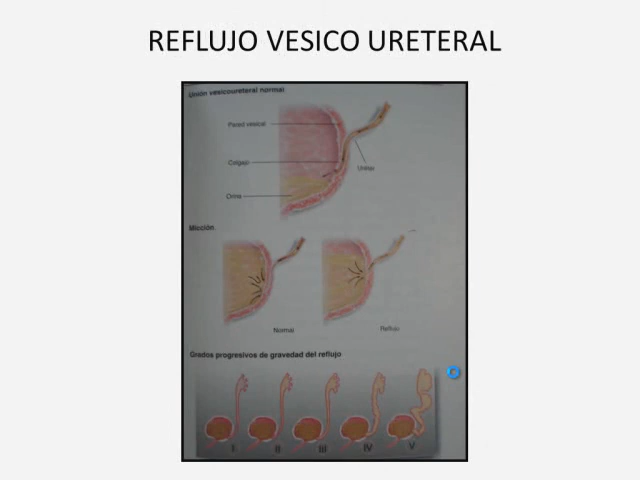 REFLUJO VESICO URETERAL
Unión vesicoureteral normal
Pared vesical
Colgajo
Uréter
Orina
Micción
Normal
Reflujo
Grados progresivos de gravedad del reflujo
I II III IV V